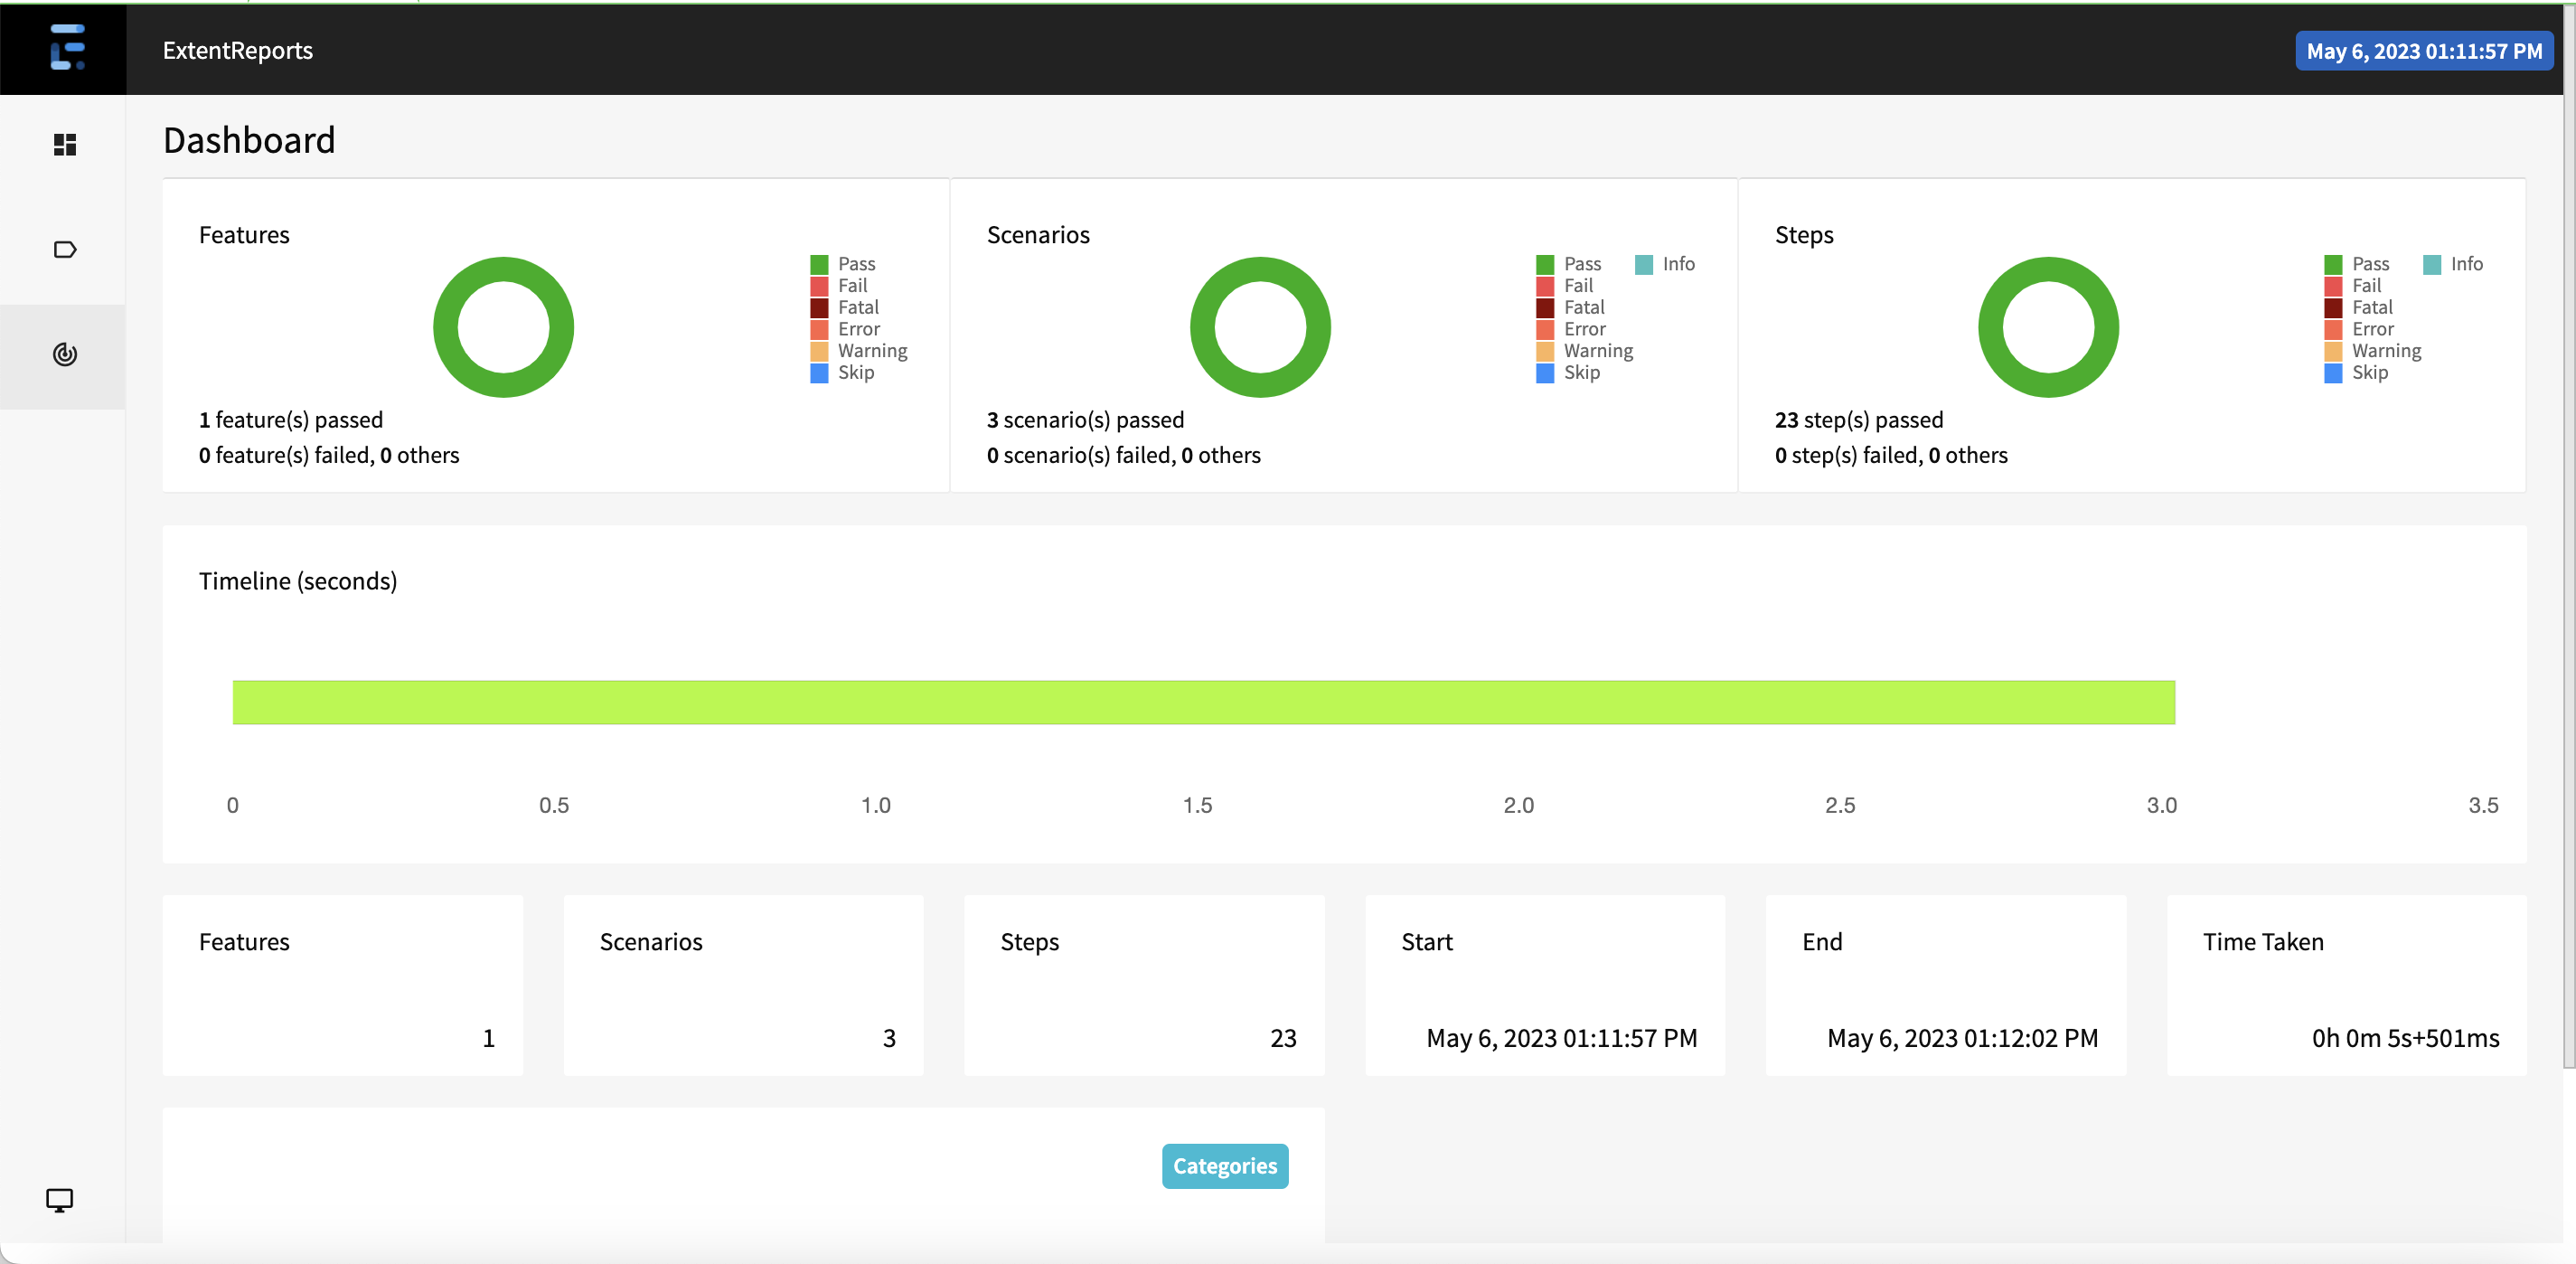 ExtentReports
May 6, 2023 01:11:57 PM
Dashboard
Features
Pass
Fail
Fatal
Error
Warning
Skip
1 feature(s) passed
0 feature(s) failed, 0 others
Scenarios
Pass
Info
Fail
Fatal
Error
Warning
Skip
3 scenario(s) passed
0 scenario(s) failed, 0 others
Steps
Pass
Info
Fail
Fatal
Error
Warning
Skip
23 step(s) passed
0 step(s) failed, 0 others
Timeline (seconds)
0 0.5 1.0 1.5 2.0 2.5 3.0 3.5
Features
1
Scenarios
3
Steps
23
Start
May 6, 2023 01:11:57 PM
End
May 6, 2023 01:12:02 PM
Time Taken
0h 0m 5s+501ms
Categories